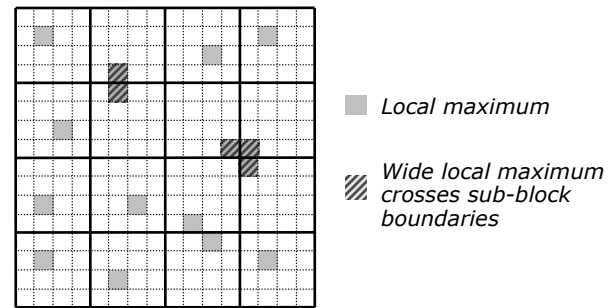 Local maximum
Wide local maximum
crosses sub-block
boundaries